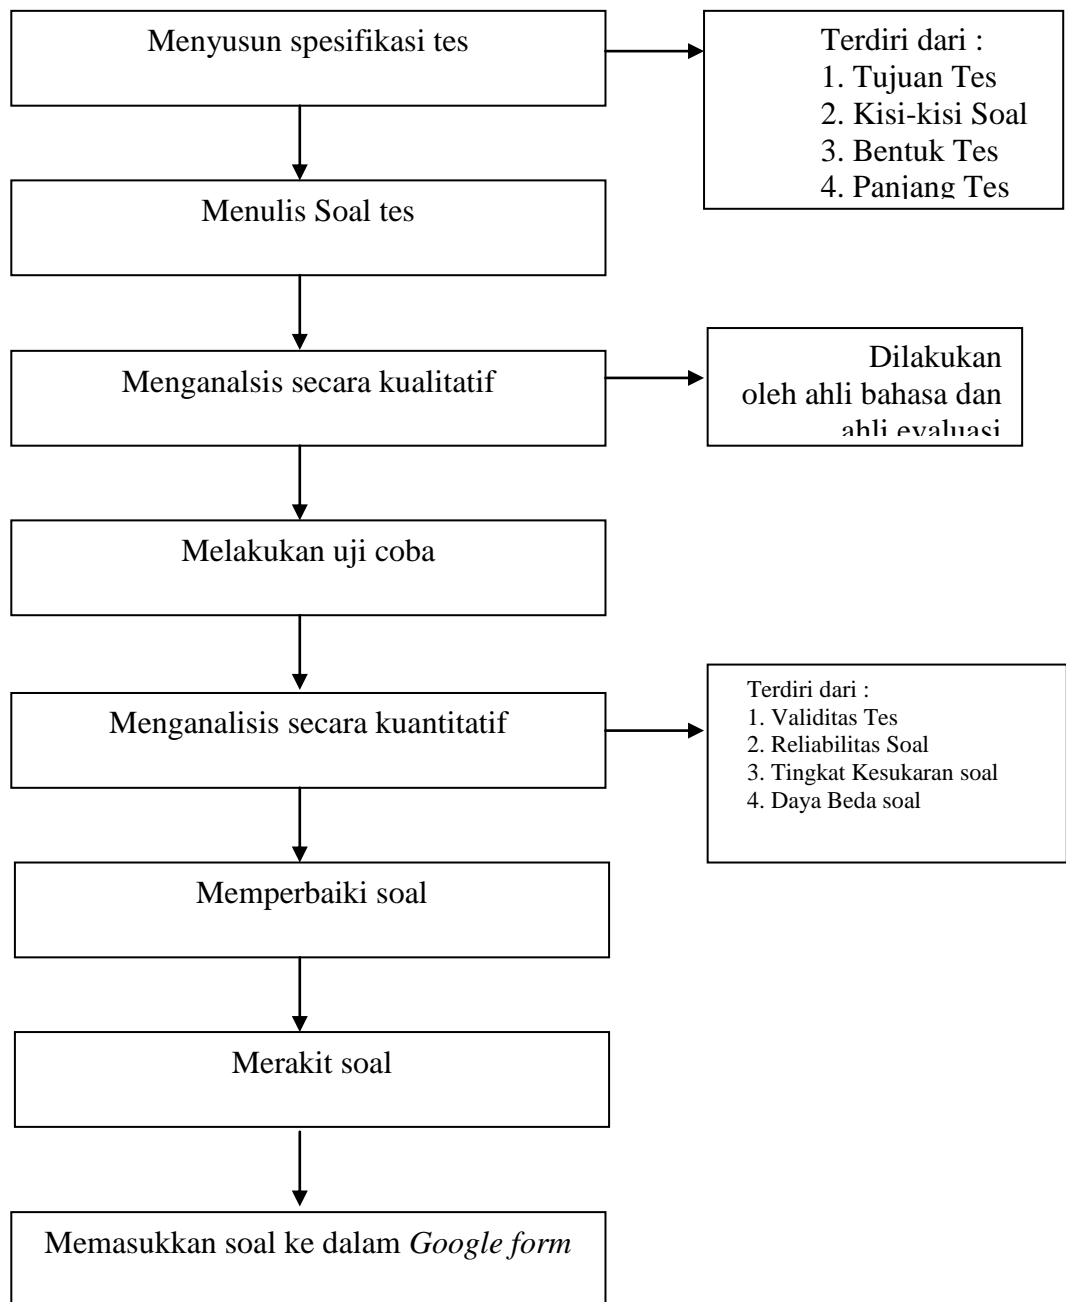 Menyusun spesifikasi tes
Terdiri dari :
1. Tujuan Tes
2. Kisi-kisi Soal
3. Bentuk Tes
4. Panjang Tes
Menulis Soal tes
Menganalsis secara kualitatif
Dilakukan
oleh ahli bahasa dan
ahli evaluasi
Melakukan uji coba
Menganalisis secara kuantitatif
Terdiri dari :
1. Validitas Tes
2. Reliabilitas Soal
3. Tingkat Kesukaran soal
4. Daya Beda soal
Memperbaiki soal
Merakit soal
Memasukkan soal ke dalam Google form